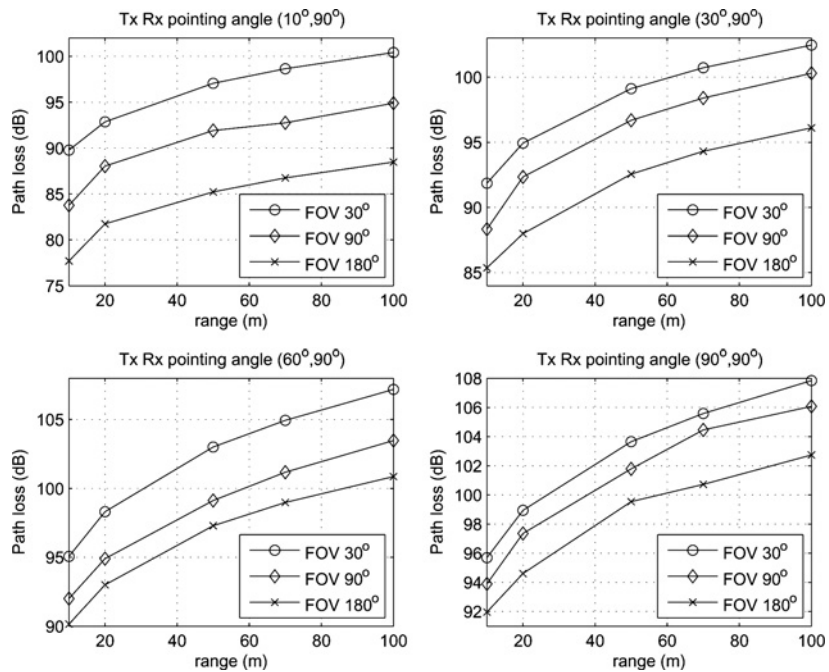 Tx Rx pointing angle (10°,90°)
100
95
90
85
80
75
Path loss (dB)
20 40 60 80 100
range (m)
FOV 30°
FOV 90°
FOV 180°
Tx Rx pointing angle (30°,90°)
100
95
90
85
Path loss (dB)
20 40 60 80 100
range (m)
FOV 30°
FOV 90°
FOV 180°
Tx Rx pointing angle (60°,90°)
105
100
95
90
Path loss (dB)
20 40 60 80 100
range (m)
FOV 30°
FOV 90°
FOV 180°
Tx Rx pointing angle (90°,90°)
108
106
104
102
100
98
96
94
92
Path loss (dB)
20 40 60 80 100
range (m)
FOV 30°
FOV 90°
FOV 180°